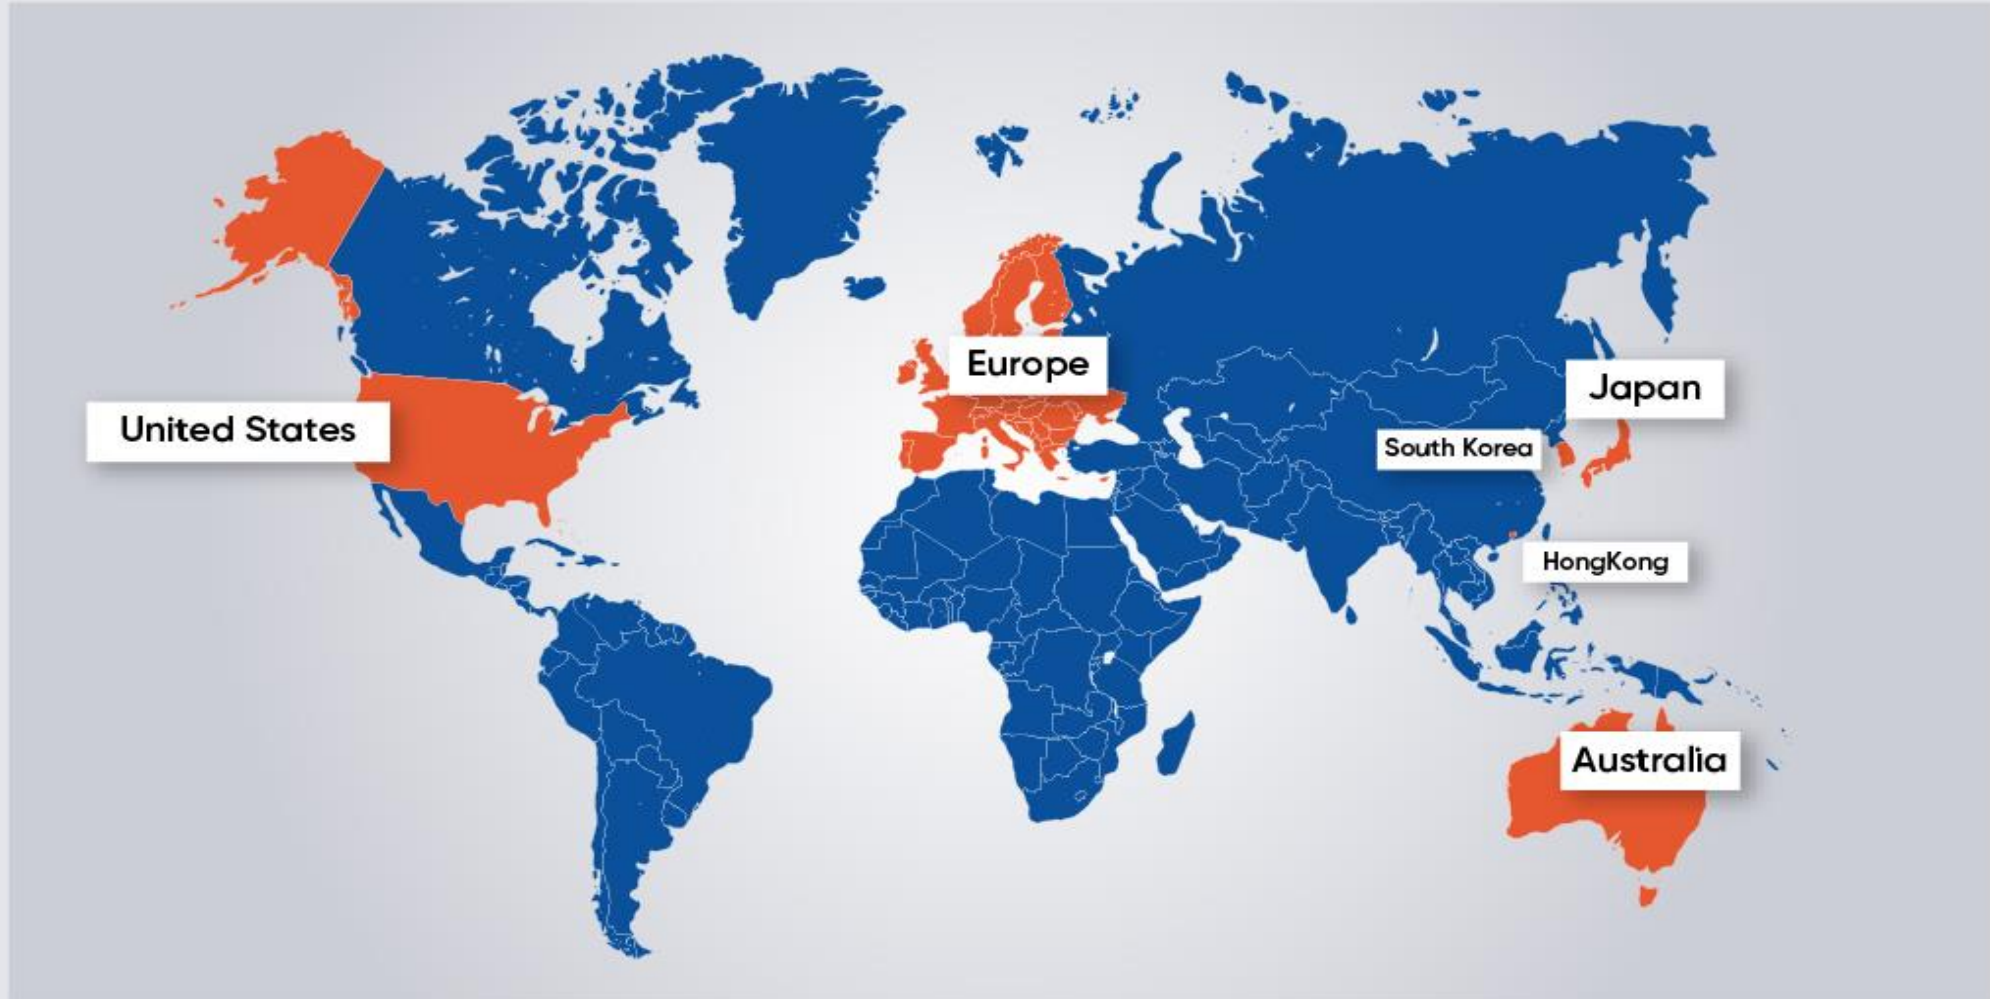 Europe
Japan
United States
South Korea
HongKong
Australia